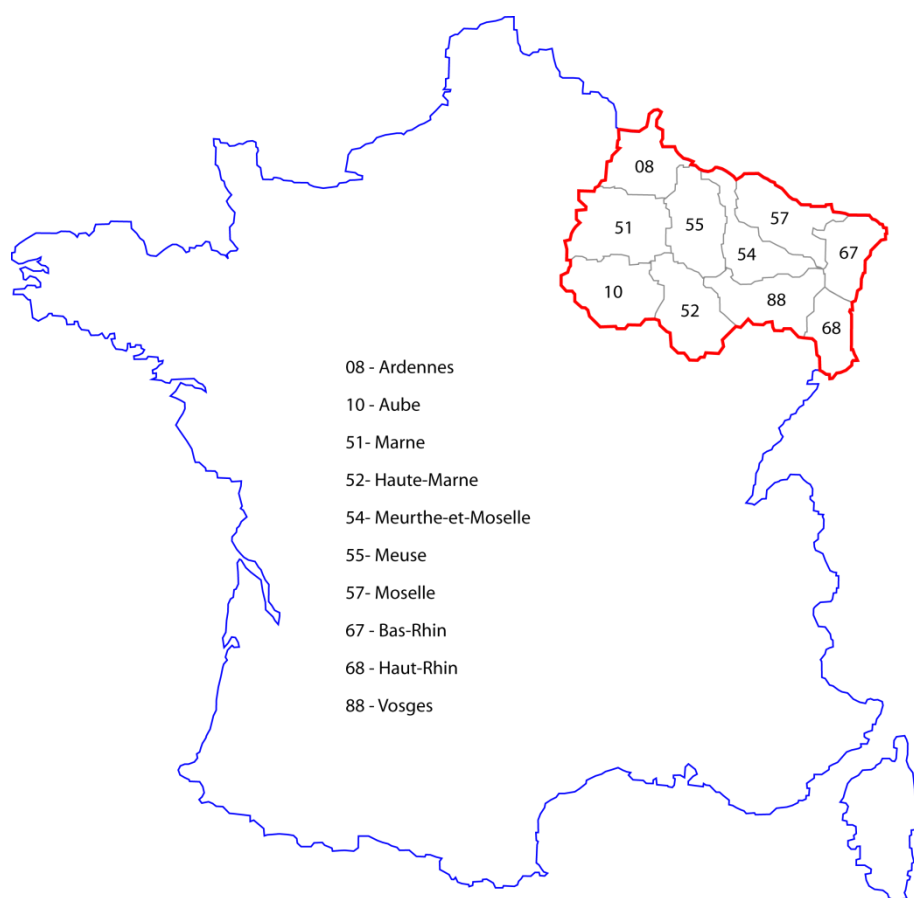 08
57
51
55
67
54
10
88
52
68
08 - Ardennes
10 - Aube
51- Marne
52- Haute-Marne
54- Meurthe-et-Moselle
55- Meuse
57- Moselle
67 - Bas-Rhin
68 - Haut-Rhin
88 - Vosges